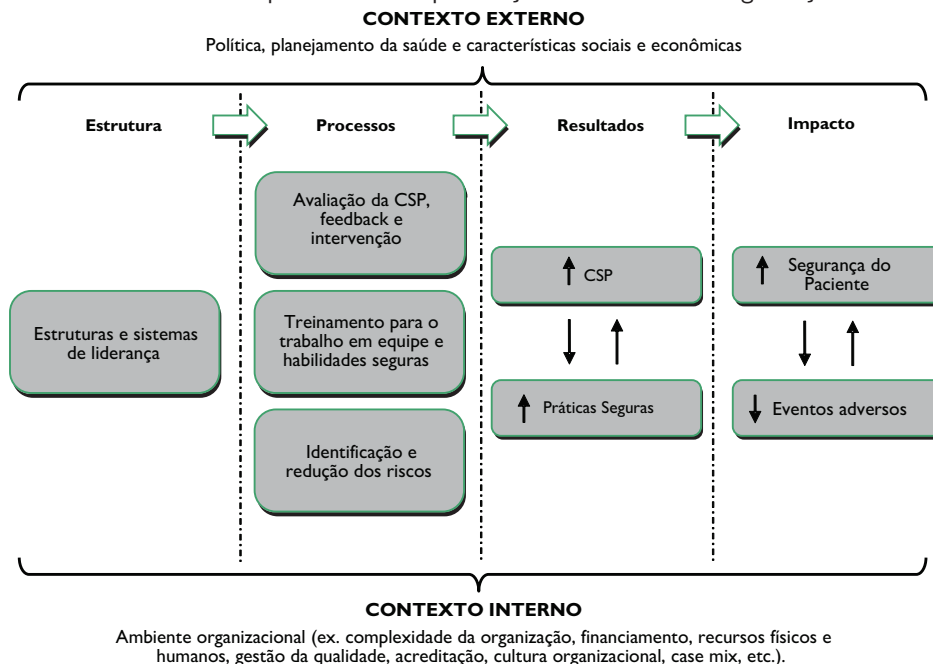 CONTEXTO EXTERNO
Política, planejamento da saúde e características sociais e econômicas
Estrutura
Processos
Resultados
Impacto
Avaliação da CSP,
feedback e
intervenção
Estruturas e sistemas
de liderança
Treinamento para o
trabalho em equipe e
habilidades seguras
Identificação e
redução dos riscos
CSP
Práticas Seguras
Segurança do
Paciente
Eventos adversos
CONTEXTO INTERNO
Ambiente organizacional (ex. complexidade da organização, financiamento, recursos físicos e
humanos, gestão da qualidade, acreditação, cultura organizacional, case mix, etc.).